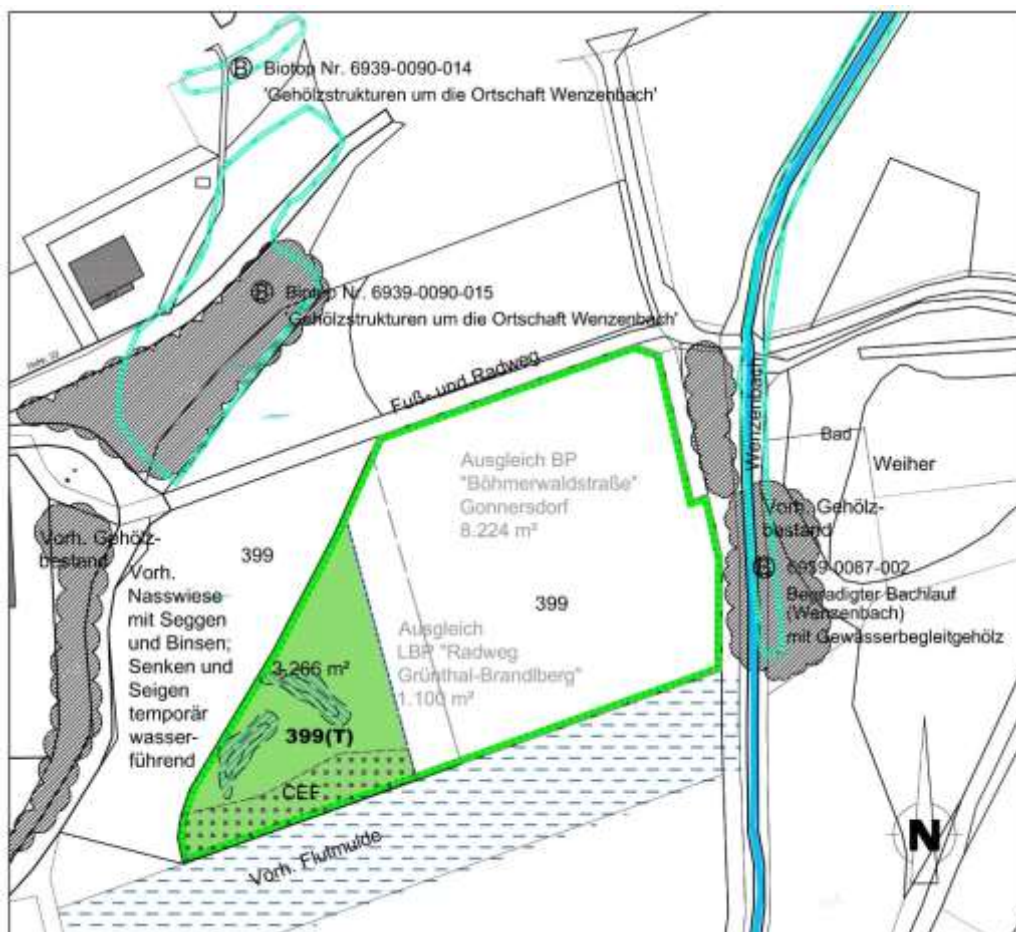 Biotop Nr. 6939-0090-014
'Gehölzstrukturen um die Ortschaft Wenzenbach'
Biotop Nr. 6939-0090-015
'Gehölzstrukturen um die Ortschaft Wenzenbach'
Fuß- und Radweg
Wenzenbach
Bad
Weiher
Ausgleich BP
"Böhmerwaldstraße"
Gonnersdorf
8.224 m²
Vorh. Gehölz-
bestand
Vorh. Gehölz-
bestand
399
6939-0087-002
Begradigter Bachlauf
(Wenzenbach)
mit Gewässerbegleitgehölz
Vorh.
Nasswiese
mit Seggen
und Binsen;
Senken und
Seigen
temporär
wasser-
führend
399
Ausgleich
LBP "Radweg
Grünthal-Brandlberg"
1.100 m²
3.266 m²
399(T)
CEF
Vorh. Flutmulde
N